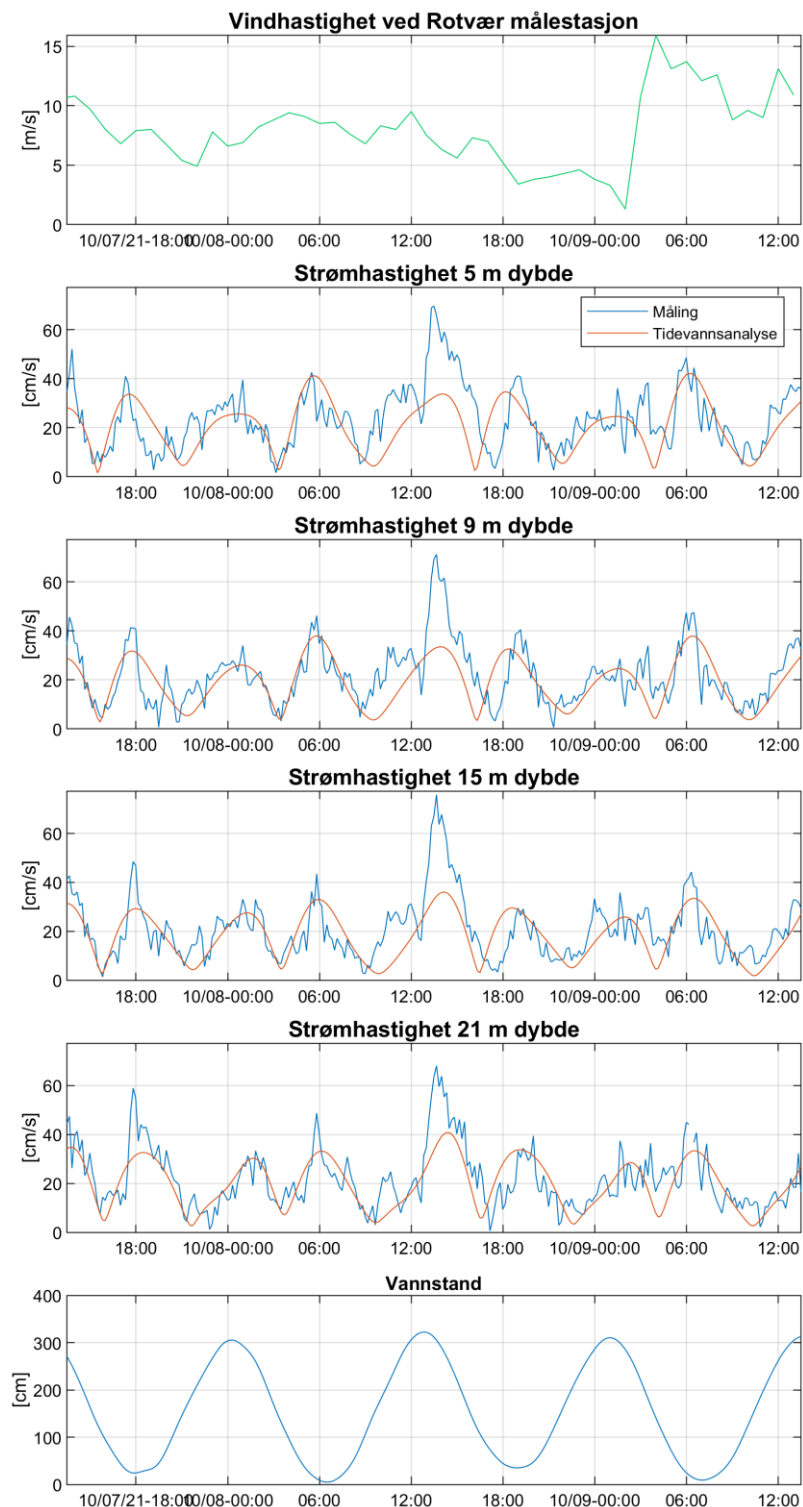 Vindhastighet ved Rotvær målestasjon
15
10
5
0
[m/s]
10/07/21-18:00 10/08-00:00 06:00 12:00 18:00 10/09-00:00 06:00 12:00
Strømhastighet 5 m dybde
Måling
Tidevannsanalyse
60
40
20
0
[cm/s]
18:00 10/08-00:00 06:00 12:00 18:00 10/09-00:00 06:00 12:00
Strømhastighet 9 m dybde
60
40
20
0
[cm/s]
18:00 10/08-00:00 06:00 12:00 18:00 10/09-00:00 06:00 12:00
Strømhastighet 15 m dybde
60
40
20
0
[cm/s]
18:00 10/08-00:00 06:00 12:00 18:00 10/09-00:00 06:00 12:00
Strømhastighet 21 m dybde
60
40
20
0
[cm/s]
18:00 10/08-00:00 06:00 12:00 18:00 10/09-00:00 06:00 12:00
Vannstand
400
300
200
100
0
[cm]
10/07/21-18:00 10/08-00:00 06:00 12:00 18:00 10/09-00:00 06:00 12:00